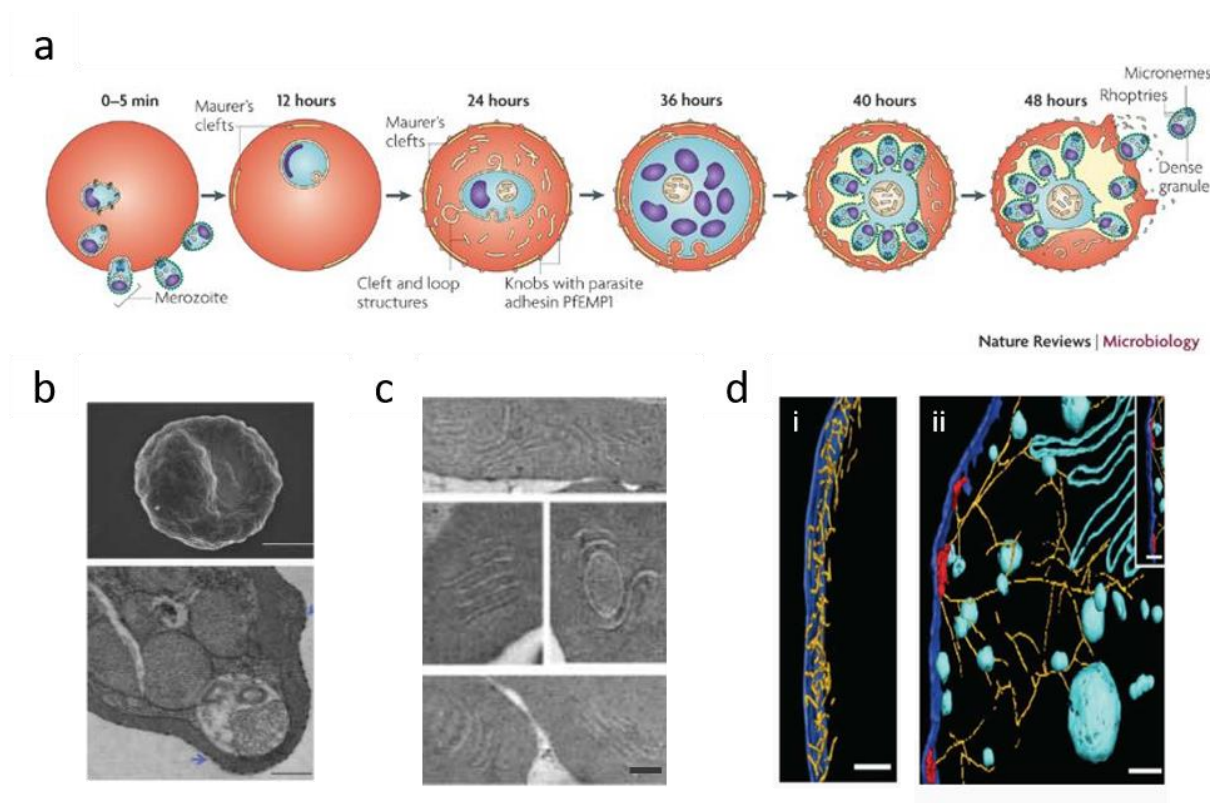 a
0–5 min
12 hours
24 hours
36 hours
40 hours
48 hours
Micronemes
Rhoptries
Maurer's
clefts
Maurer's
clefts
Dense
granule
Merozoite
Cleft and loop
structures
Knobs with parasite
adhesin PfEMP1
Nature Reviews | Microbiology
b
c
d
i
ii